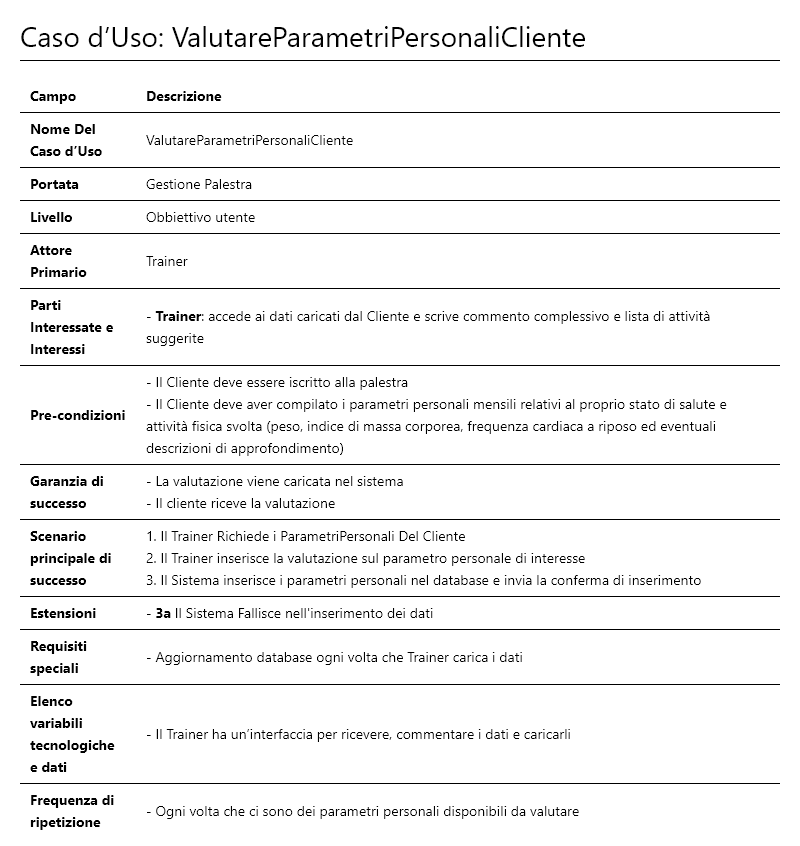 Caso d’Uso: ValutareParametriPersonaliCliente
Campo Descrizione
Nome Del
Caso d’Uso
ValutareParametriPersonaliCliente
Portata Gestione Palestra
Livello Obbiettivo utente
Attore
Primario
Trainer
Parti
Interessate e
Interessi
- Trainer: accede ai dati caricati dal Cliente e scrive commento complessivo e lista di attività
suggerite
Pre-condizioni
- Il Cliente deve essere iscritto alla palestra
- Il Cliente deve aver compilato i parametri personali mensili relativi al proprio stato di salute e
attività fisica svolta (peso, indice di massa corporea, frequenza cardiaca a riposo ed eventuali
descrizioni di approfondimento)
Garanzia di
successo
- La valutazione viene caricata nel sistema
- Il cliente riceve la valutazione
Scenario
principale di
successo
1. Il Trainer Richiede i ParametriPersonali Del Cliente
2. Il Trainer inserisce la valutazione sul parametro personale di interesse
3. Il Sistema inserisce i parametri personali nel database e invia la conferma di inserimento
Estensioni - 3a Il Sistema Fallisce nell’inserimento dei dati
Requisiti
speciali
- Aggiornamento database ogni volta che Trainer carica i dati
Elenco
variabili
tecnologiche
e dati
- Il Trainer ha un’interfaccia per ricevere, commentare i dati e caricarli
Frequenza di
ripetizione
- Ogni volta che ci sono dei parametri personali disponibili da valutare